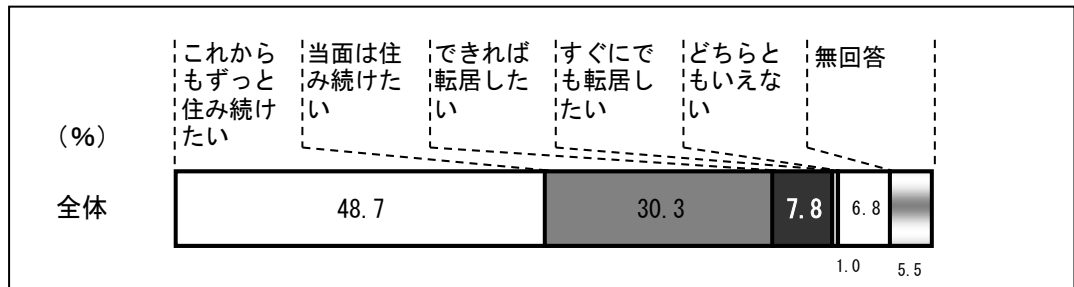 これから
もずっと
住み続け
たい
当面は住
み続けた
い
できれば
転居した
い
すぐにで
も転居し
たい
どちらと
もいえな
い
無回答
(%)
全体
48.7
30.3
7.8
6.8
1.0
5.5